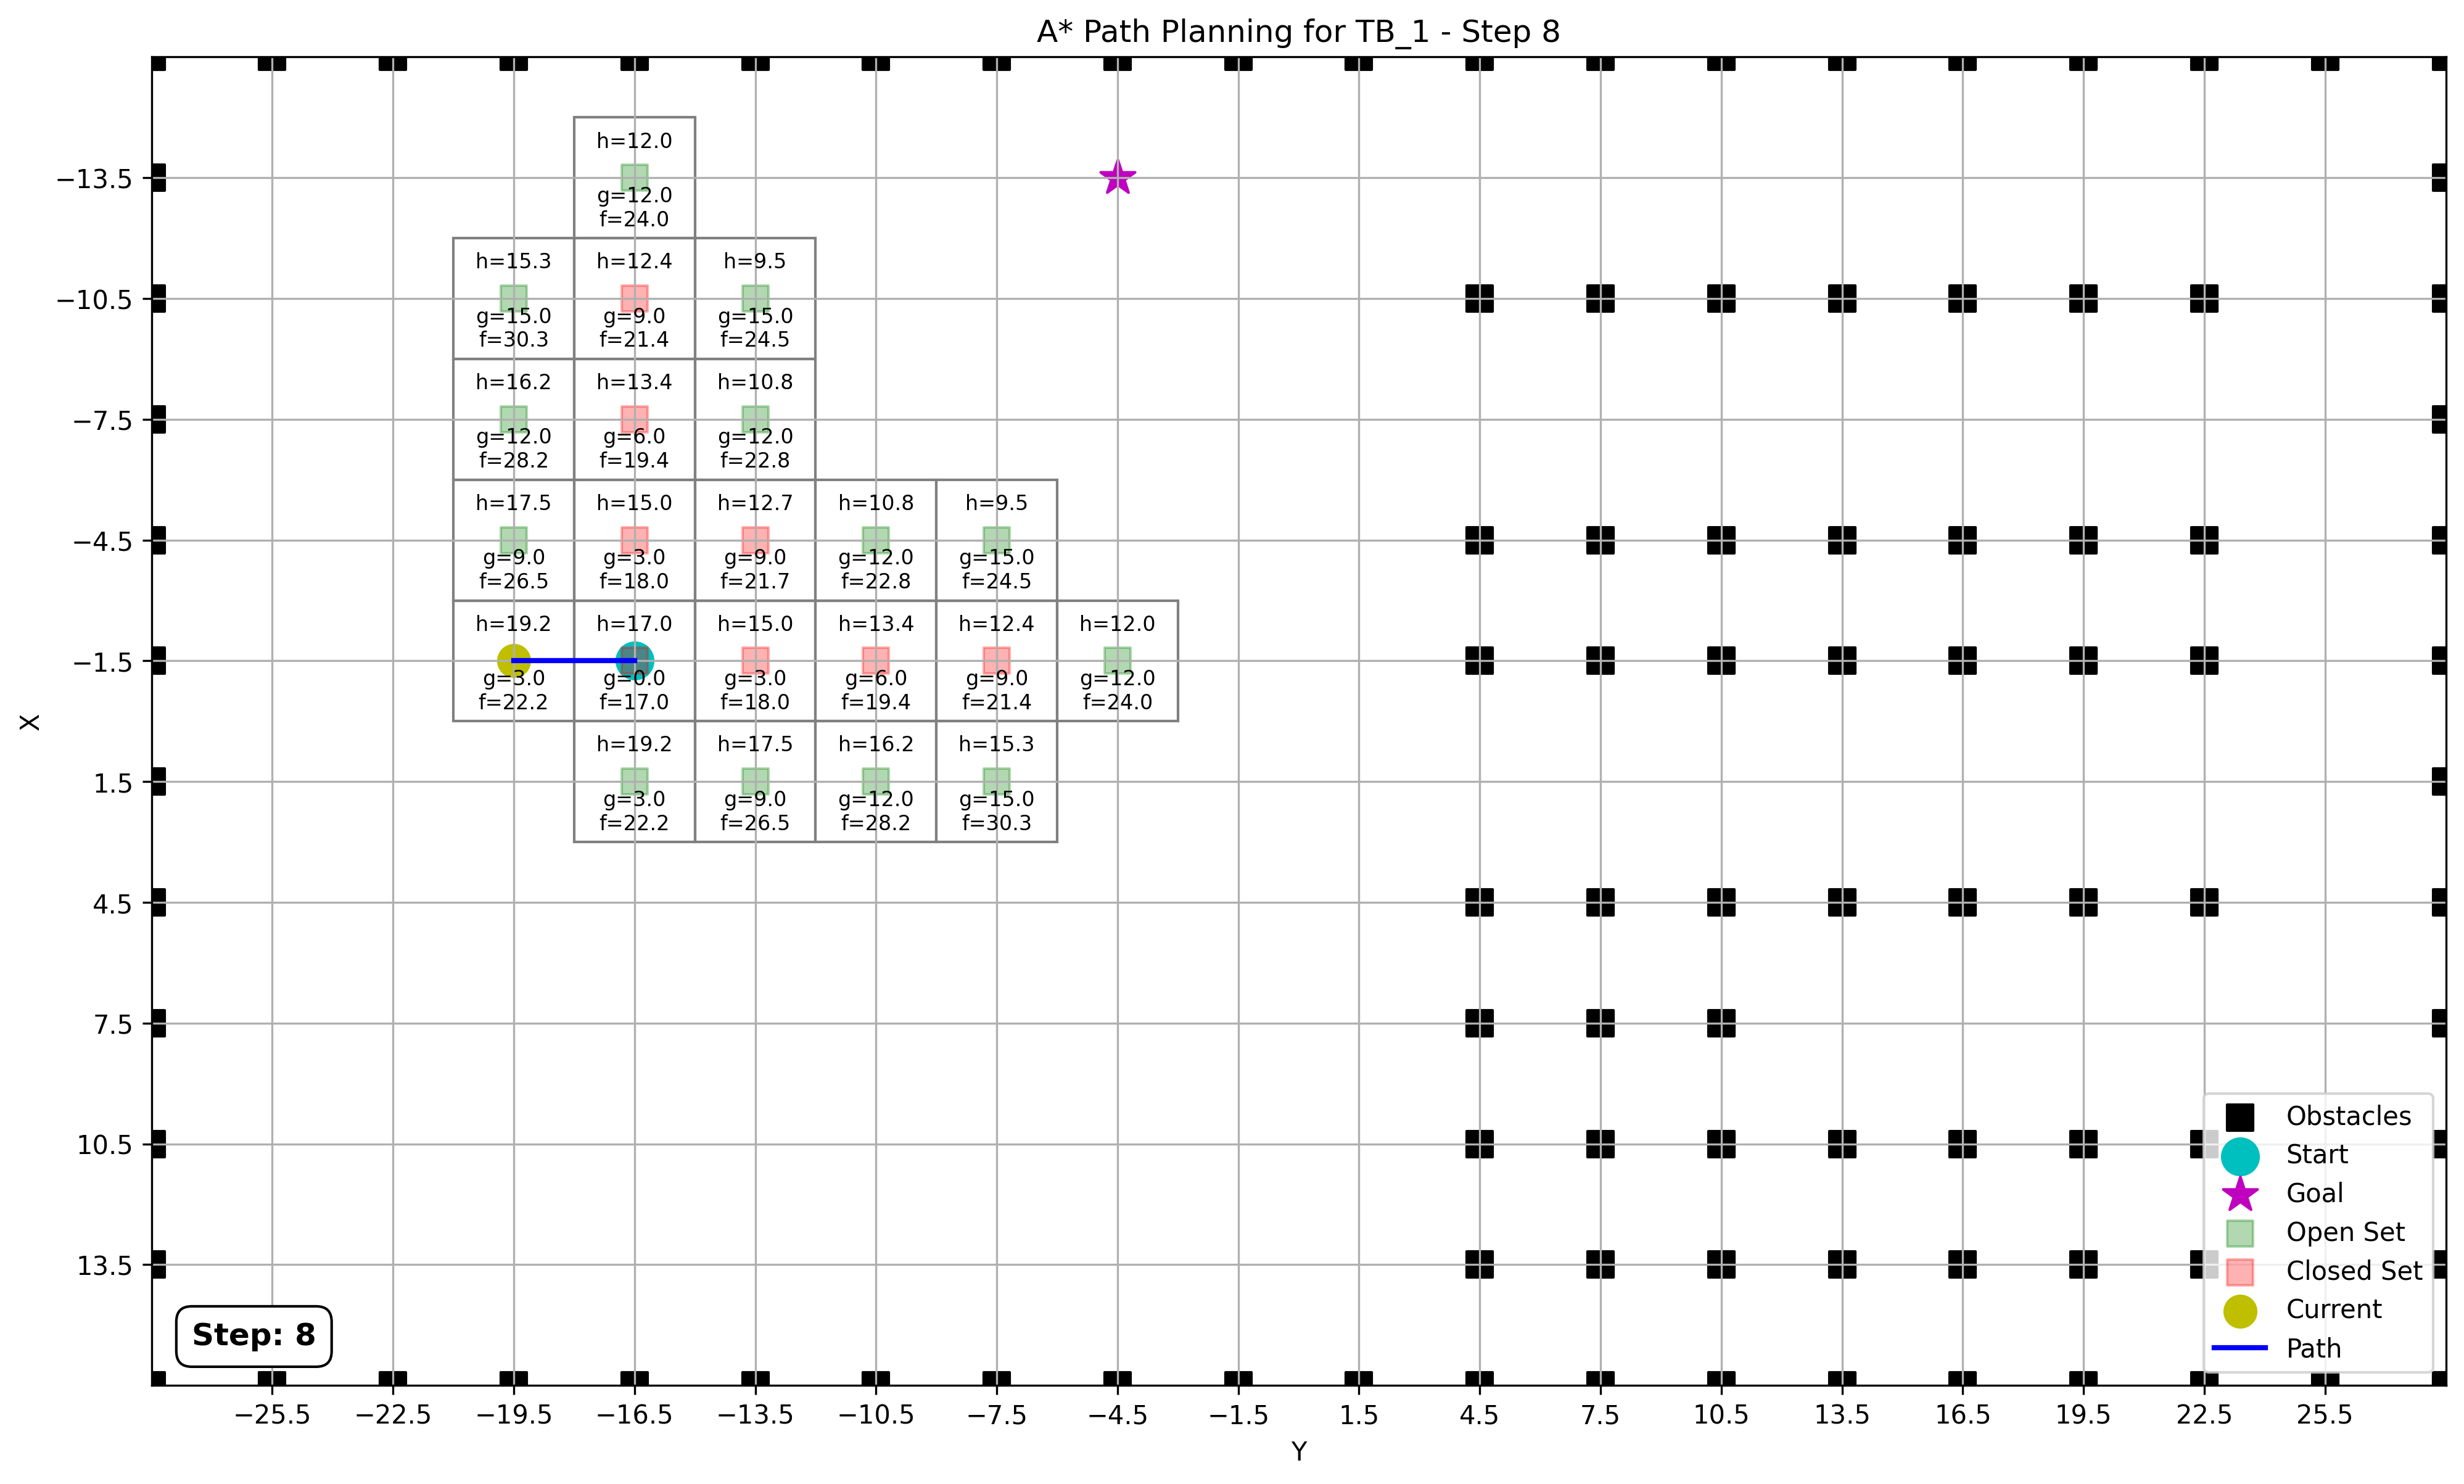 A* Path Planning for TB_1 - Step 8
X
−13.5
−10.5
−7.5
−4.5
−1.5
1.5
4.5
7.5
10.5
13.5
h=12.0
g=12.0
f=24.0
h=15.3 h=12.4 h=9.5
g=15.0 g=9.0 g=15.0
f=30.3 f=21.4 f=24.5
h=16.2 h=13.4 h=10.8
g=12.0 g=6.0 g=12.0
f=28.2 f=19.4 f=22.8
h=17.5 h=15.0 h=12.7 h=10.8 h=9.5
g=9.0 g=3.0 g=9.0 g=12.0 g=15.0
f=26.5 f=18.0 f=21.7 f=22.8 f=24.5
h=19.2 h=17.0 h=15.0 h=13.4 h=12.4 h=12.0
g=3.0 g=0.0 g=3.0 g=6.0 g=9.0 g=12.0
f=22.2 f=17.0 f=18.0 f=19.4 f=21.4 f=24.0
h=19.2 h=17.5 h=16.2 h=15.3
g=3.0 g=9.0 g=12.0 g=15.0
f=22.2 f=26.5 f=28.2 f=30.3
Obstacles
Start
Goal
Open Set
Closed Set
Current
Path
Step: 8
−25.5 −22.5 −19.5 −16.5 −13.5 −10.5 −7.5 −4.5 −1.5 1.5 4.5 7.5 10.5 13.5 16.5 19.5 22.5 25.5
Y